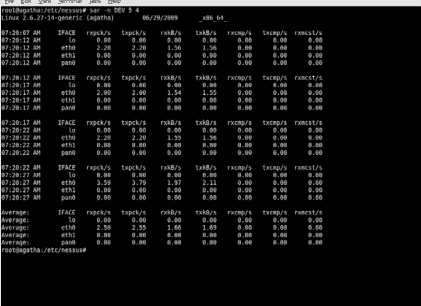 File Edit View Terminal Tabs Help
root@agatha:/etc/nessus# sar -n DEV 5 4
Linux 2.6.27-14-generic (agatha) 06/29/2009 _x86_64_
07:20:07 AM IFACE rxpck/s txpck/s rxkB/s txkB/s rxcmp/s txcmp/s rxmcst/s
07:20:12 AM lo 0.00 0.00 0.00 0.00 0.00 0.00 0.00
07:20:12 AM eth0 2.20 2.20 1.56 1.56 0.00 0.00 0.00
07:20:12 AM eth1 0.00 0.00 0.00 0.00 0.00 0.00 0.00
07:20:12 AM pan0 0.00 0.00 0.00 0.00 0.00 0.00 0.00
07:20:12 AM IFACE rxpck/s txpck/s rxkB/s txkB/s rxcmp/s txcmp/s rxmcst/s
07:20:17 AM lo 0.00 0.00 0.00 0.00 0.00 0.00 0.00
07:20:17 AM eth0 2.00 2.00 1.54 1.55 0.00 0.00 0.00
07:20:17 AM eth1 0.00 0.00 0.00 0.00 0.00 0.00 0.00
07:20:17 AM pan0 0.00 0.00 0.00 0.00 0.00 0.00 0.00
07:20:17 AM IFACE rxpck/s txpck/s rxkB/s txkB/s rxcmp/s txcmp/s rxmcst/s
07:20:22 AM lo 0.00 0.00 0.00 0.00 0.00 0.00 0.00
07:20:22 AM eth0 2.20 2.20 1.55 1.56 0.00 0.00 0.00
07:20:22 AM eth1 0.00 0.00 0.00 0.00 0.00 0.00 0.00
07:20:22 AM pan0 0.00 0.00 0.00 0.00 0.00 0.00 0.00
07:20:22 AM IFACE rxpck/s txpck/s rxkB/s txkB/s rxcmp/s txcmp/s rxmcst/s
07:20:27 AM lo 0.00 0.00 0.00 0.00 0.00 0.00 0.00
07:20:27 AM eth0 3.59 3.79 1.97 2.11 0.00 0.00 0.00
07:20:27 AM eth1 0.00 0.00 0.00 0.00 0.00 0.00 0.00
07:20:27 AM pan0 0.00 0.00 0.00 0.00 0.00 0.00 0.00
Average: IFACE rxpck/s txpck/s rxkB/s txkB/s rxcmp/s txcmp/s rxmcst/s
Average: lo 0.00 0.00 0.00 0.00 0.00 0.00 0.00
Average: eth0 2.50 2.55 1.66 1.69 0.00 0.00 0.00
Average: eth1 0.00 0.00 0.00 0.00 0.00 0.00 0.00
Average: pan0 0.00 0.00 0.00 0.00 0.00 0.00 0.00
root@agatha:/etc/nessus#